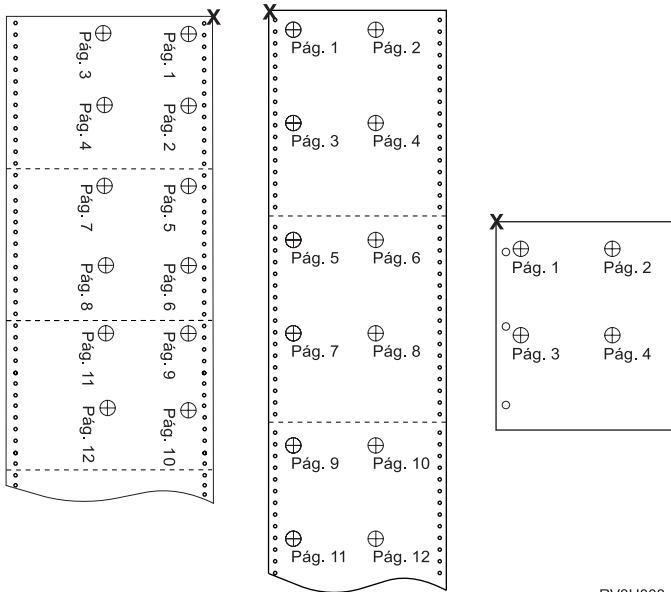 X
Pág. 1
Pág. 2
Pág. 3
Pág. 4
Pág. 5
Pág. 6
Pág. 7
Pág. 8
Pág. 9
Pág. 10
Pág. 11
Pág. 12
X
Pág. 1 Pág. 2
Pág. 3 Pág. 4
Pág. 5 Pág. 6
Pág. 7 Pág. 8
Pág. 9 Pág. 10
Pág. 11 Pág. 12
X
Pág. 1 Pág. 2
Pág. 3 Pág. 4